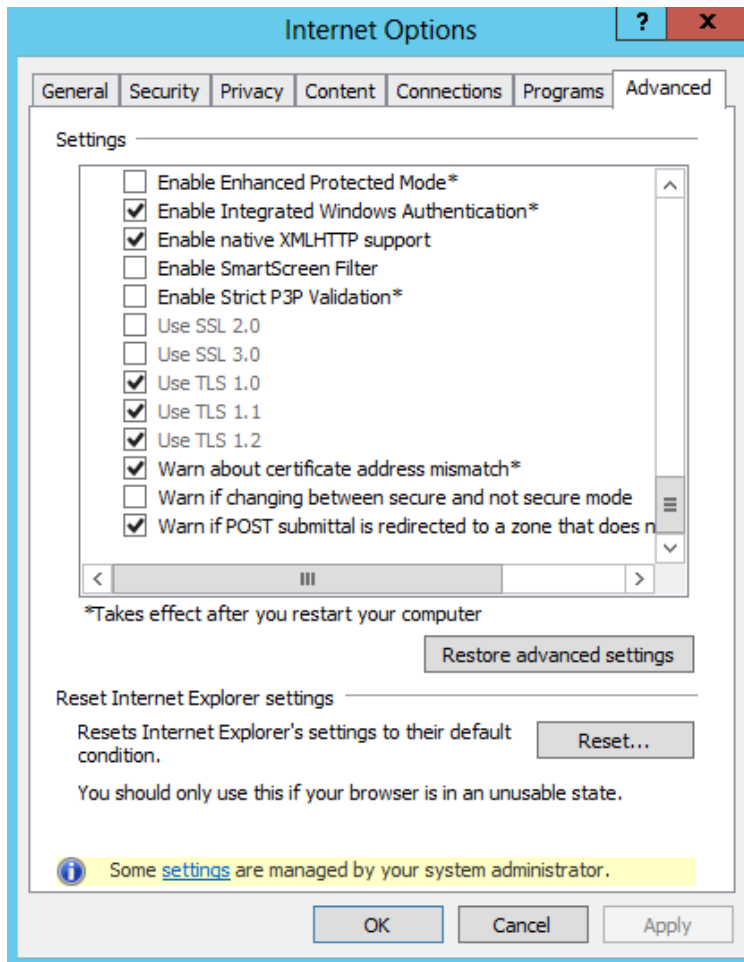 Internet Options
?
x
General Security Privacy Content Connections Programs Advanced
Settings
Enable Enhanced Protected Mode*
Enable Integrated Windows Authentication*
Enable native XMLHTTP support
Enable SmartScreen Filter
Enable Strict P3P Validation*
Use SSL 2.0
Use SSL 3.0
Use TLS 1.0
Use TLS 1.1
Use TLS 1.2
Warn about certificate address mismatch*
Warn if changing between secure and not secure mode
Warn if POST submittal is redirected to a zone that does n
*Takes effect after you restart your computer
Restore advanced settings
Reset Internet Explorer settings
Resets Internet Explorer's settings to their default
condition.
Reset...
You should only use this if your browser is in an unusable state.
Some settings are managed by your system administrator.
OK Cancel Apply